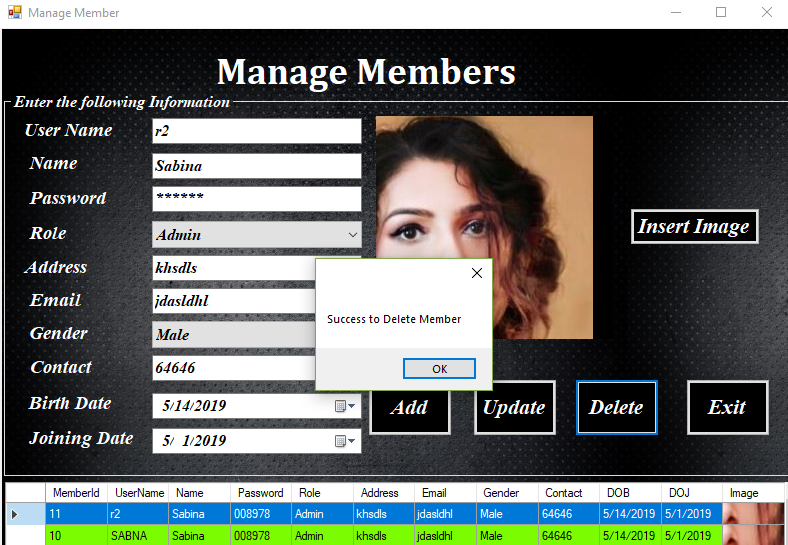 Manage Member
Manage Members
Enter the following Information
User Name r2
Name Sabina
Password ******
Insert Image
Role Admin
Address khsdls
Email jdasldhl
Success to Delete Member
Gender Male
Contact 64646
OK
Birth Date 5/14/2019
Add Update Delete Exit
Joining Date 5/ 1/2019
MemberId UserName Name Password Role Address Email Gender Contact DOB DOJ Image
11 r2 Sabina 008978 Admin khsdls jdasldhl Male 64646 5/14/2019 5/1/2019
10 SABNA Sabina 008978 Admin khsdls jdasldhl Male 64646 5/14/2019 5/1/2019